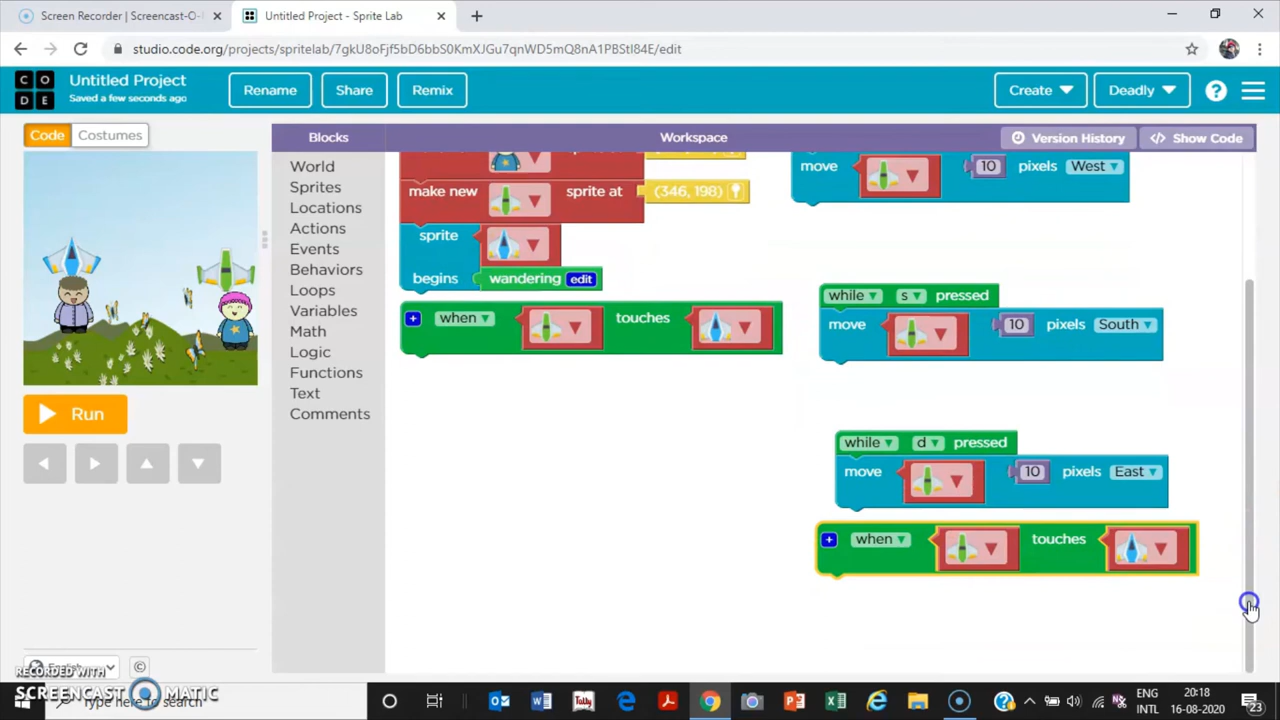 Screen Recorder | Screencast-O-
Untitled Project - Sprite Lab
studio.code.org/projects/spritelab/7gkU8oFjf5bD6bbS0KmXJGu7qnWD5mQ8nA1PBStI84E/edit
CODE
Untitled Project
Saved a few seconds ago
Rename
Share
Remix
Create
Deadly
?
Code
Costumes
Blocks
Workspace
Version History
</> Show Code
World
Sprites
Locations
Actions
Events
Behaviors
Loops
Variables
Math
Logic
Functions
Text
Comments
make new sprite at (346, 198)
sprite
begins wandering edit
when touches
move 10 pixels West
while s pressed
move 10 pixels South
while d pressed
move 10 pixels East
when touches
Run
English
RECORDED WITH
SCREENCAST MATIC
Type here to search
Tally
ENG
INTL
20:18
16-08-2020
23